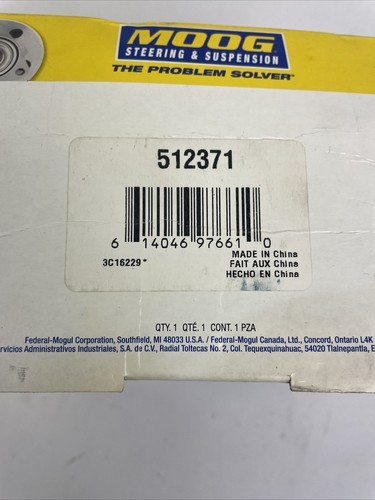 MOOG
STEERING & SUSPENSION
THE PROBLEM SOLVER®
512371
6 14046 97661 0
3C16229*
MADE IN China
FAIT AUX China
HECHO EN China
QTY. 1 QTÉ. 1 CONT. 1 PZA
Federal-Mogul Corporation, Southfield, MI 48033 U.S.A. / Federal-Mogul Canada, Ltd., Concord, Ontario L4K
rvicios Administrativos Industriales, S.A. de C.V., Radial Toltecas No. 2, Col. Tequexquinahuac, 54020 Tlalnepantla, E